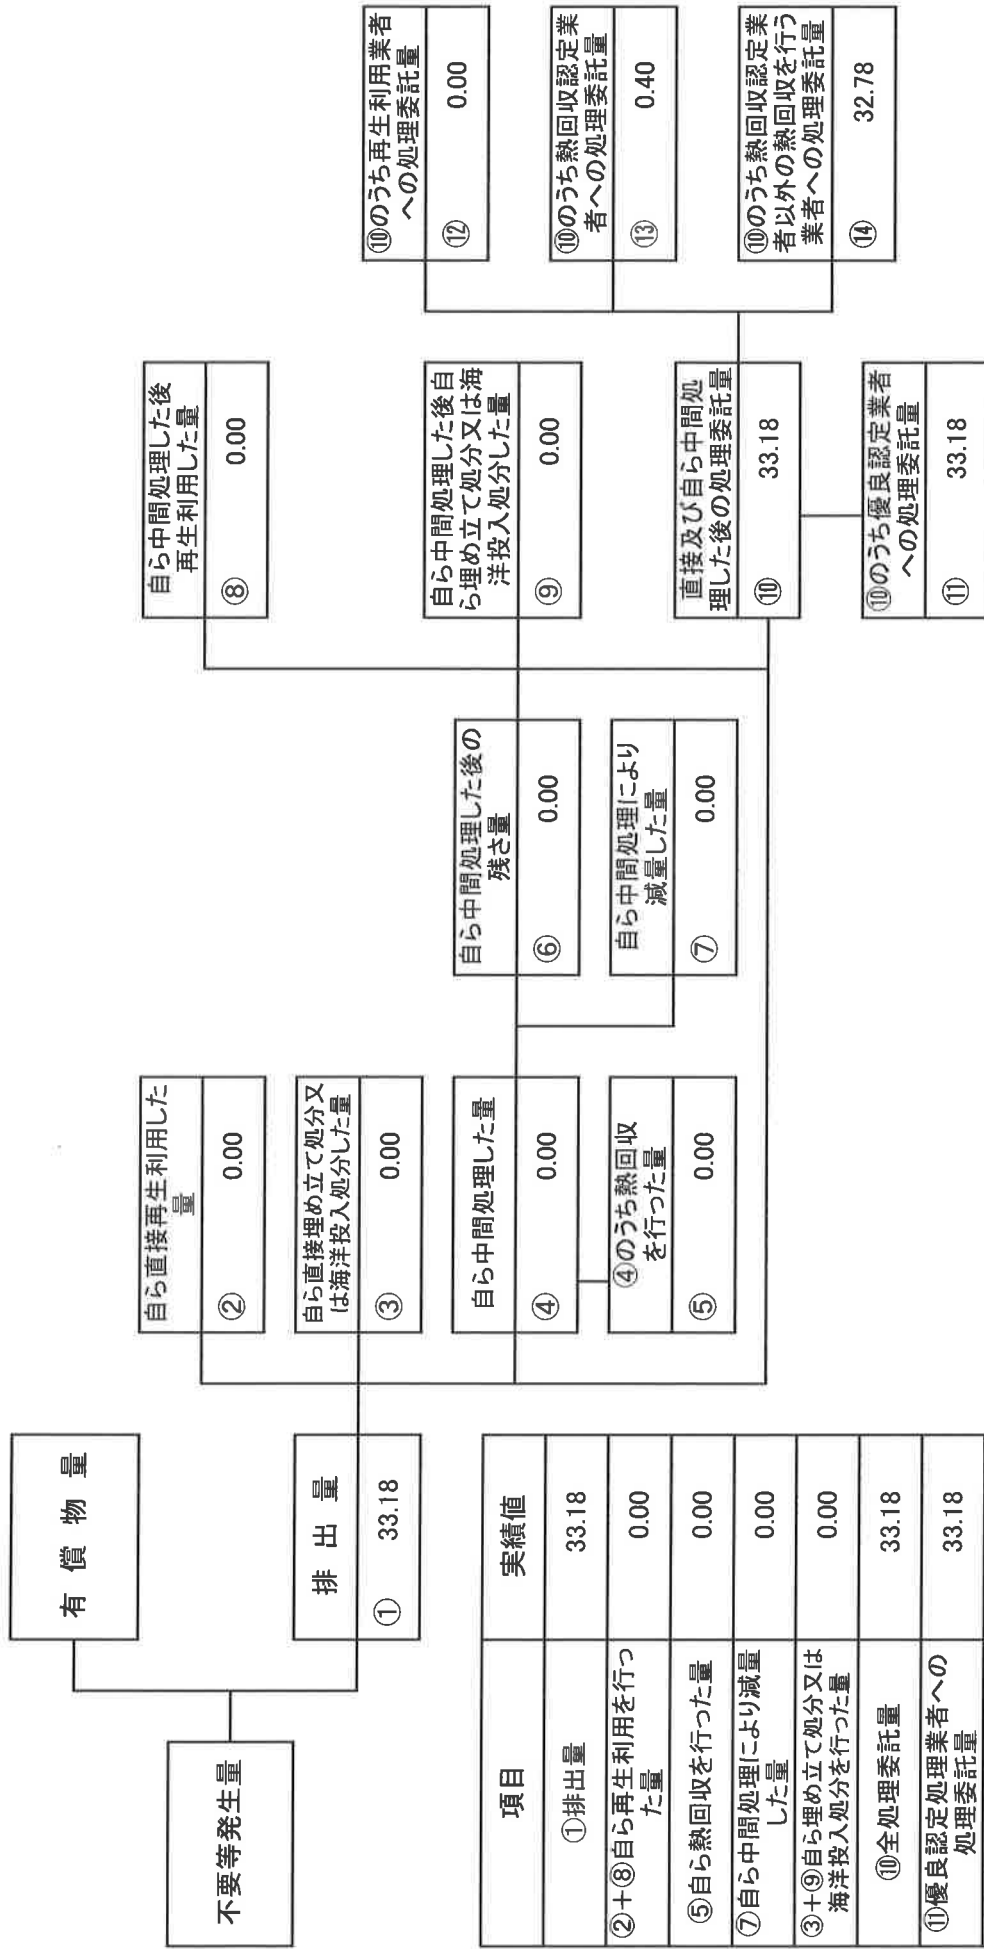 不要等発生量
有償物量
排出量
① 33.18
自ら直接再生利用した
量
② 0.00
自ら直接埋め立て処分又
は海洋投入処分した量
③ 0.00
自ら中間処理した量
④ 0.00
④のうち熱回収
を行った量
⑤ 0.00
自ら中間処理した後の
残さ量
⑥ 0.00
自ら中間処理により
減量した量
⑦ 0.00
自ら中間処理した後
再生利用した量
⑧ 0.00
自ら中間処理した後自
ら埋め立て処分又は海
洋投入処分した量
⑨ 0.00
直接及び自ら中間処
理した後の処理委託量
⑩ 33.18
⑩のうち優良認定業者
への処理委託量
⑪ 33.18
⑩のうち再生利用業者
への処理委託量
⑫ 0.00
⑩のうち熱回収認定業
者への処理委託量
⑬ 0.40
⑩のうち熱回収認定業
者以外の熱回収を行う
業者への処理委託量
⑭ 32.78
項目 実績値
①排出量 33.18
②+⑧自ら再生利用を行っ
た量 0.00
⑤自ら熱回収を行った量 0.00
⑦自ら中間処理により減量
した量 0.00
③+⑨自ら埋め立て処分又は
海洋投入処分を行った量 0.00
⑩全処理委託量 33.18
⑪優良認定処理業者への
処理委託量 33.18